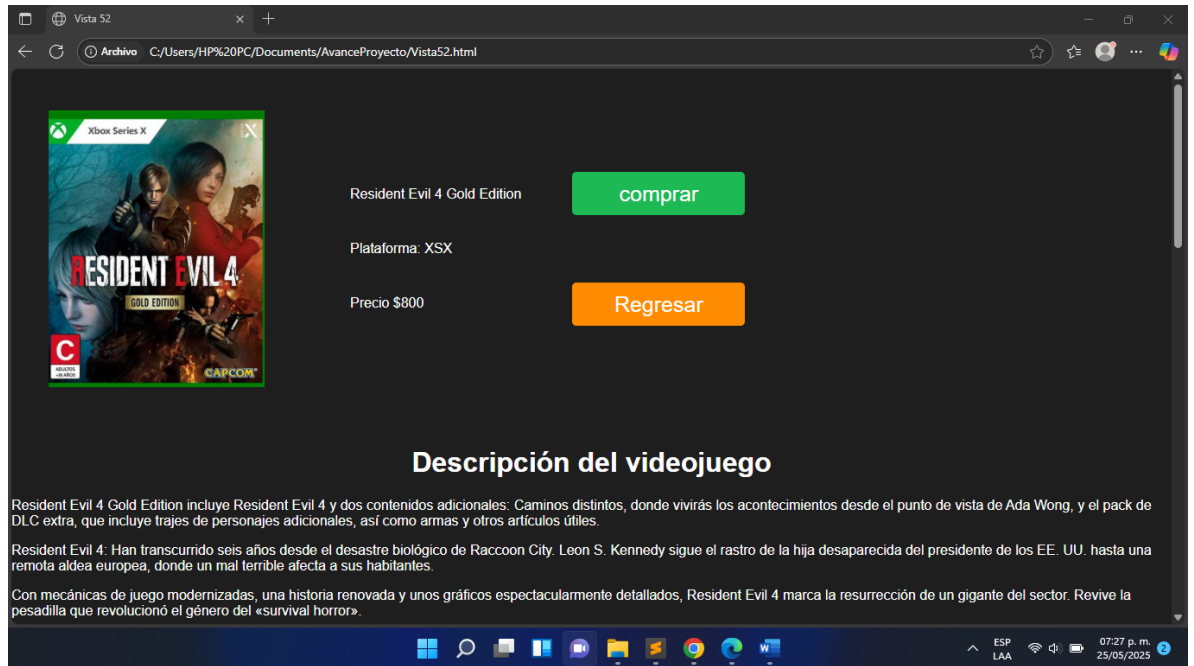 Vista 52
Archivo C:/Users/HP%20PC/Documents/AvanceProyecto/Vista52.html
Xbox Series X
RESIDENT EVIL 4
GOLD EDITION
C
ADULTOS
+18 AÑOS
CAPCOM
Resident Evil 4 Gold Edition
comprar
Plataforma: XSX
Precio $800
Regresar
Descripción del videojuego
Resident Evil 4 Gold Edition incluye Resident Evil 4 y dos contenidos adicionales: Caminos distintos, donde vivirás los acontecimientos desde el punto de vista de Ada Wong, y el pack de
DLC extra, que incluye trajes de personajes adicionales, así como armas y otros artículos útiles.
Resident Evil 4: Han transcurrido seis años desde el desastre biológico de Raccoon City. Leon S. Kennedy sigue el rastro de la hija desaparecida del presidente de los EE. UU. hasta una
remota aldea europea, donde un mal terrible afecta a sus habitantes.
Con mecánicas de juego modernizadas, una historia renovada y unos gráficos espectacularmente detallados, Resident Evil 4 marca la resurrección de un gigante del sector. Revive la
pesadilla que revolucionó el género del «survival horror».
ESP
LAA
07:27 p. m.
25/05/2025
2